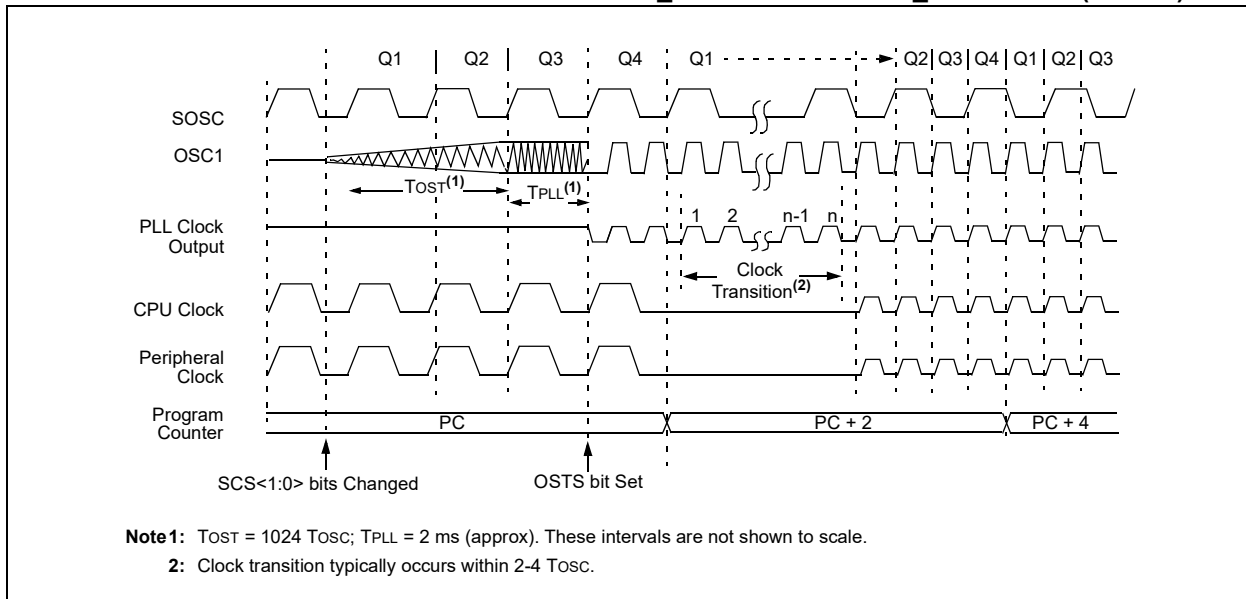 Q1 Q2 Q3 Q4 Q1 Q2 Q3 Q4 Q1 Q2 Q3
SOSC
OSC1
TOST(1)
TPLL(1)
PLL Clock
Output
1 2 n-1 n
Clock
Transition(2)
CPU Clock
Peripheral
Clock
Program
Counter
PC PC + 2 PC + 4
SCS<1:0> bits Changed
OSTS bit Set
Note1: TOST = 1024 TOSC; TPLL = 2 ms (approx). These intervals are not shown to scale.
2: Clock transition typically occurs within 2-4 TOSC.